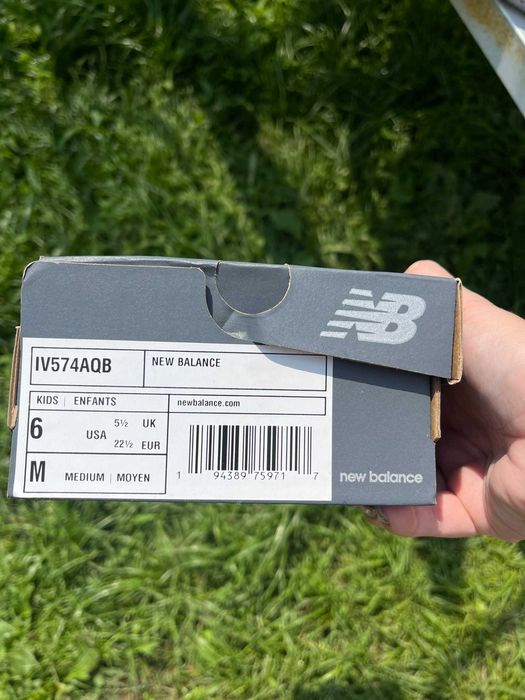 NB
IV574AQB
NEW BALANCE
KIDS | ENFANTS
newbalance.com
6 USA 5½ UK
22½ EUR
M MEDIUM | MOYEN
1 94389 75971 7
new balance